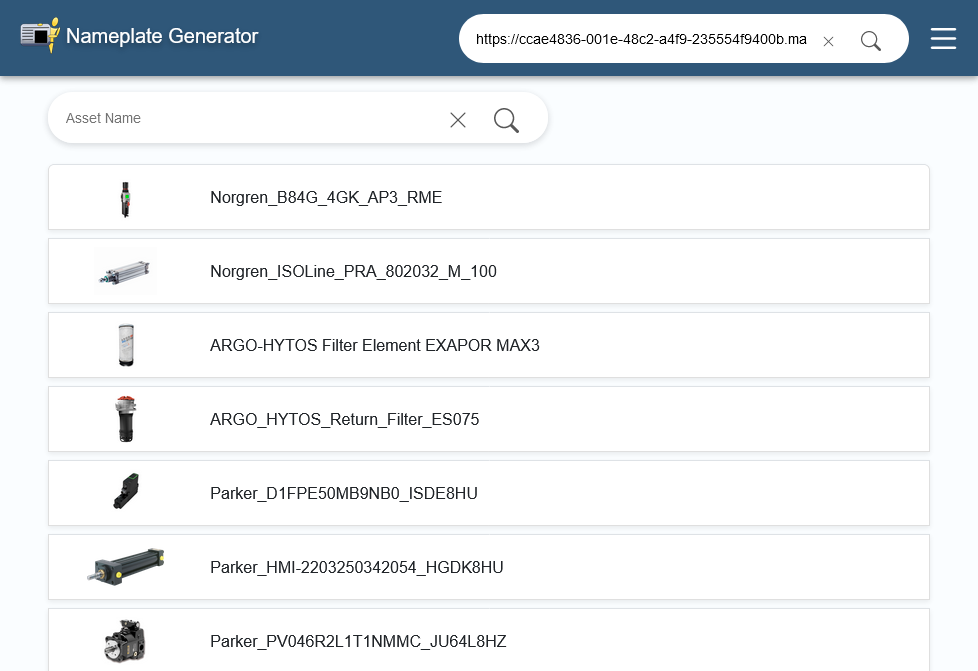 Nameplate Generator
https://ccae4836-001e-48c2-a4f9-235554f9400b.ma
Asset Name
Norgren_B84G_4GK_AP3_RME
Norgren_ISOLine_PRA_802032_M_100
ARGO-HYTOS Filter Element EXAPOR MAX3
ARGO_HYTOS_Return_Filter_ES075
Parker_D1FPE50MB9NB0_ISDE8HU
Parker_HMI-2203250342054_HGDK8HU
Parker_PV046R2L1T1NMMC_JU64L8HZ